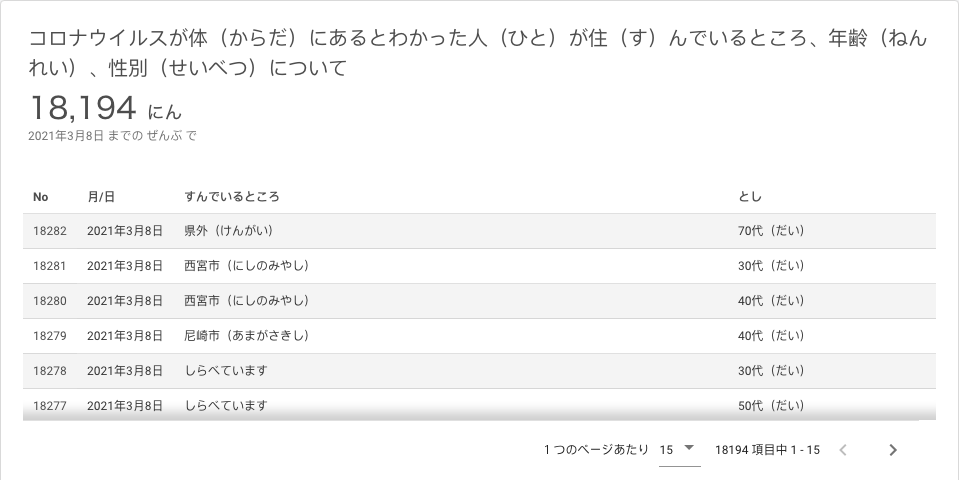 コロナウイルスが体（からだ）にあるとわかった人（ひと）が住（す）んでいるところ、年齢（ねん
れい）、性別（せいべつ）について
18,194 にん
2021年3月8日 までの ぜんぶ で
No 月/日 すんでいるところ とし
18282 2021年3月8日 県外（けんがい） 70代（だい）
18281 2021年3月8日 西宮市（にしのみやし） 30代（だい）
18280 2021年3月8日 西宮市（にしのみやし） 40代（だい）
18279 2021年3月8日 尼崎市（あまがさきし） 40代（だい）
18278 2021年3月8日 しらべています 30代（だい）
18277 2021年3月8日 しらべています 50代（だい）
1 つのページあたり 15 18194 項目中 1 - 15